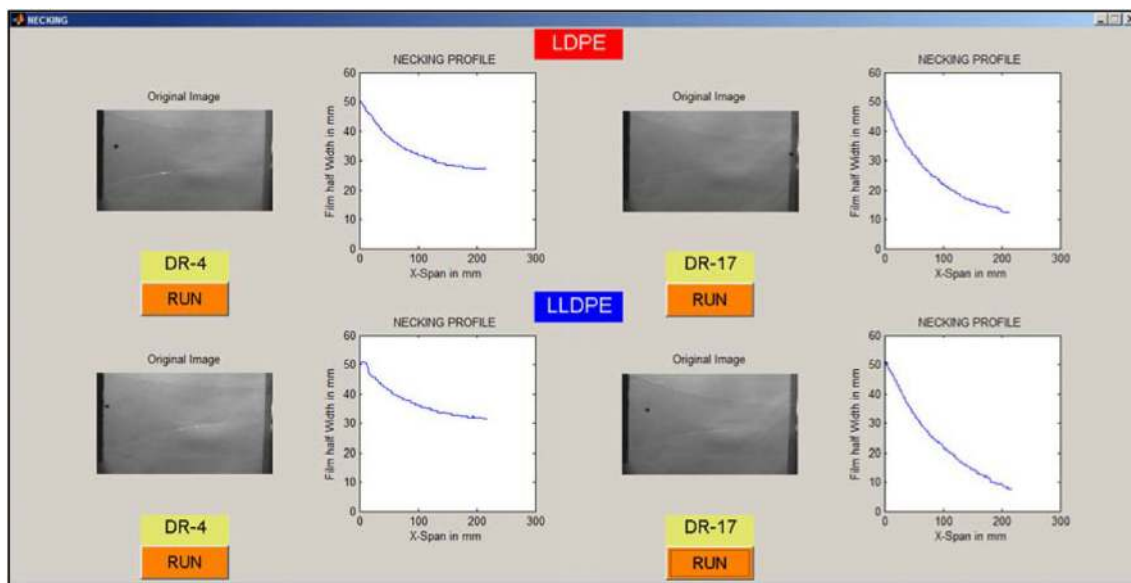 NECKING
LDPE
Original Image
NECKING PROFILE
Film half Width in mm
60
50
40
30
20
10
0
0 100 200 300
X-Span in mm
DR-4
RUN
Original Image
NECKING PROFILE
Film half Width in mm
60
50
40
30
20
10
0
0 100 200 300
X-Span in mm
DR-17
RUN
LLDPE
Original Image
NECKING PROFILE
Film half Width in mm
60
50
40
30
20
10
0
0 100 200 300
X-Span in mm
DR-4
RUN
Original Image
NECKING PROFILE
Film half Width in mm
60
50
40
30
20
10
0
0 100 200 300
X-Span in mm
DR-17
RUN